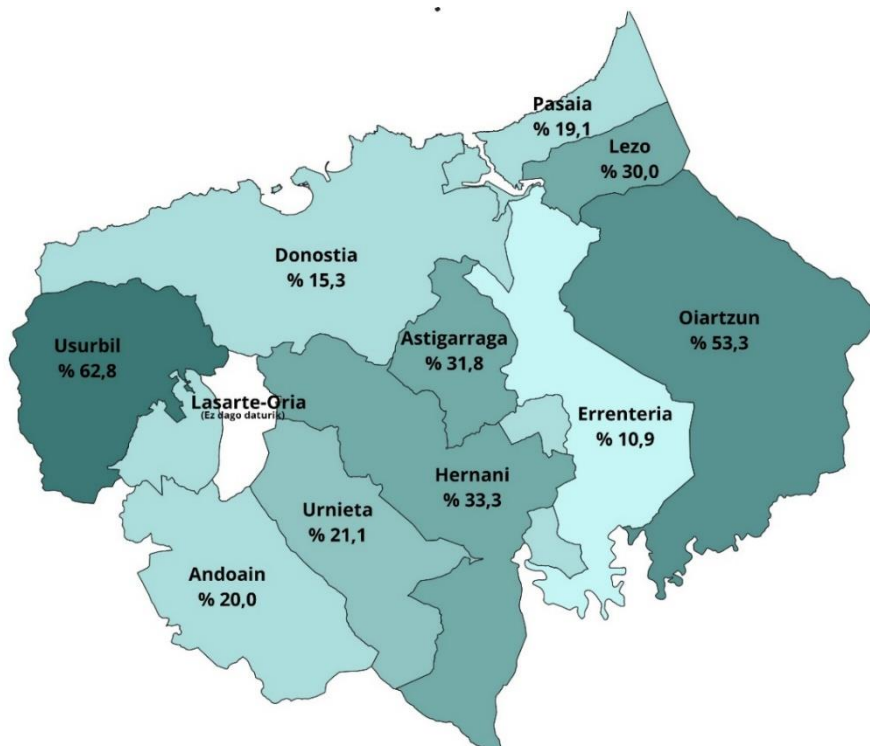 Pasaia
% 19,1
Lezo
% 30,0
Donostia
% 15,3
Oiartzun
% 53,3
Astigarraga
% 31,8
Usurbil
% 62,8
Lasarte-Oria
(Ez dago daturik)
Errenteria
% 10,9
Hernani
% 33,3
Urnieta
% 21,1
Andoain
% 20,0